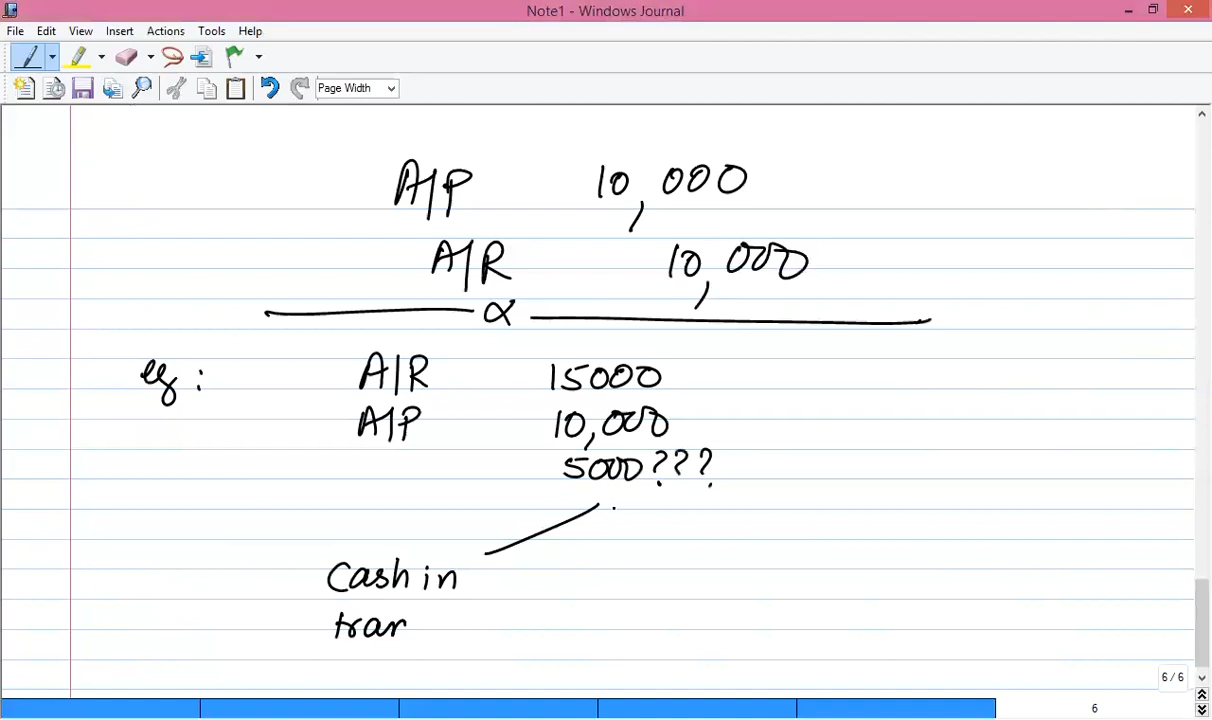 Note1 - Windows Journal
File Edit View Insert Actions Tools Help
Page Width
A/P 10,000
A/R 10,000
eg : A/R 15000
A/P 10,000
5000???
Cash in
tran
6 / 6
6